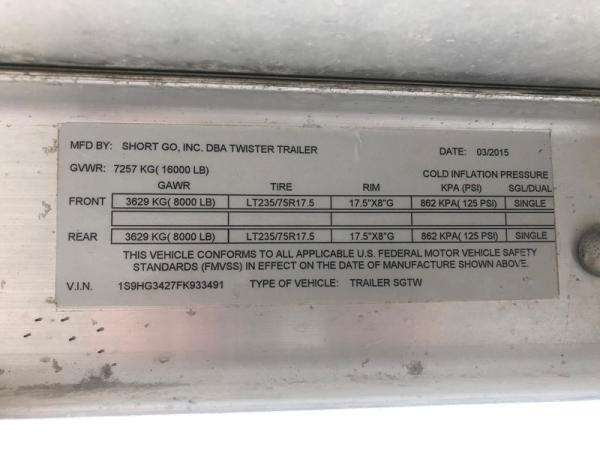 MFD BY: SHORT GO, INC. DBA TWISTER TRAILER DATE: 03/2015
GVWR: 7257 KG( 16000 LB)
COLD INFLATION PRESSURE
GAWR TIRE RIM KPA (PSI) SGL/DUAL
FRONT 3629 KG( 8000 LB) LT235/75R17.5 17.5"X8"G 862 KPA( 125 PSI) SINGLE
REAR 3629 KG( 8000 LB) LT235/75R17.5 17.5"X8"G 862 KPA( 125 PSI) SINGLE
THIS VEHICLE CONFORMS TO ALL APPLICABLE U.S. FEDERAL MOTOR VEHICLE SAFETY
STANDARDS (FMVSS) IN EFFECT ON THE DATE OF MANUFACTURE SHOWN ABOVE.
V.I.N. 1S9HG3427FK933491 TYPE OF VEHICLE: TRAILER SGTW